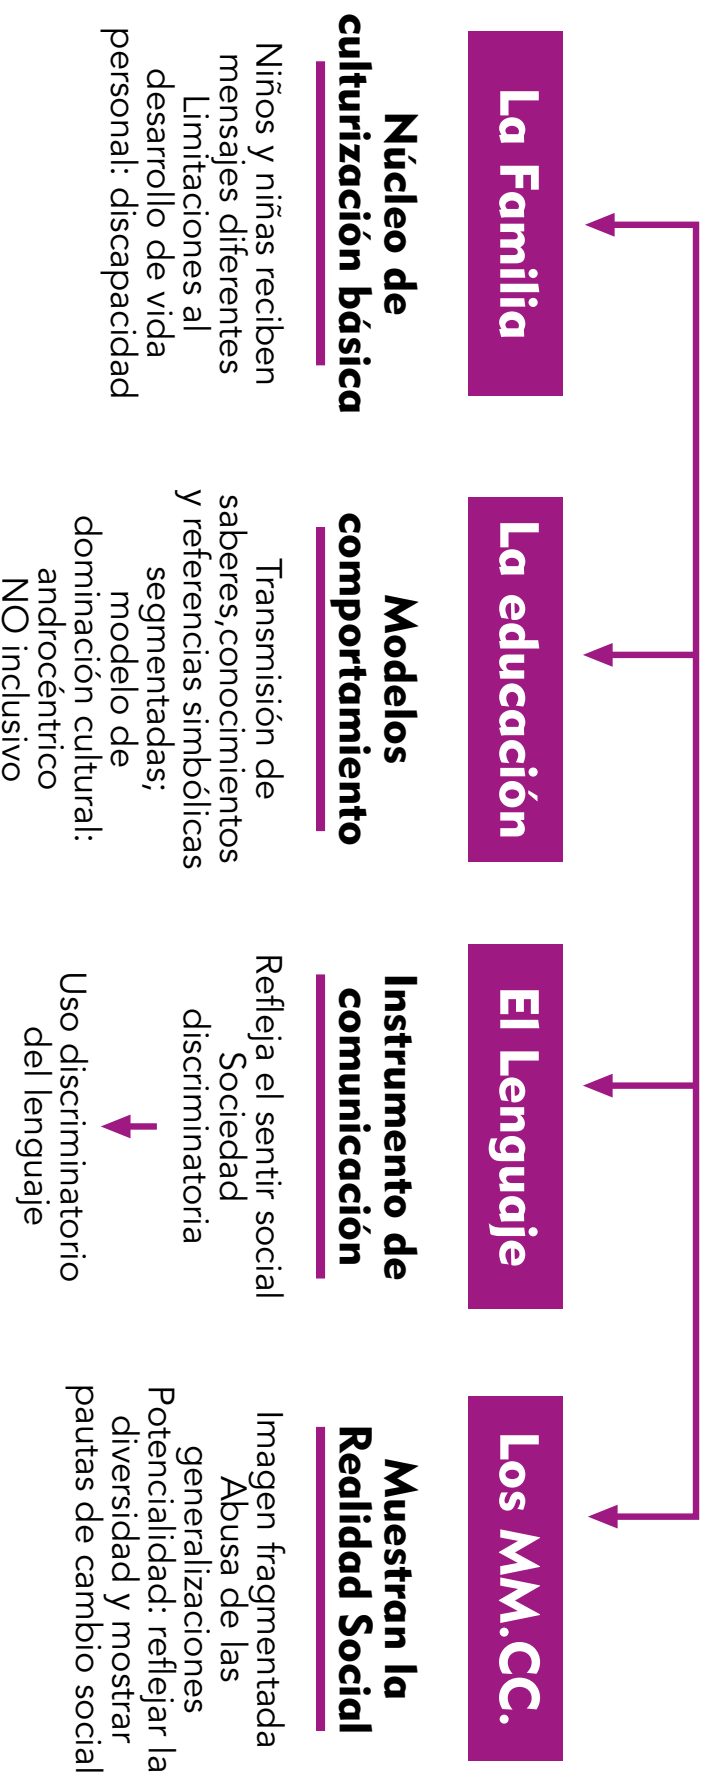 La Familia
Núcleo de
culturización básica
Niños y niñas reciben
mensajes diferentes
Limitaciones al
desarrollo de vida
personal: discapacidad
La educación
Modelos
comportamiento
Transmisión de
saberes,conocimientos
y referencias simbólicas
segmentadas;
modelo de
dominación cultural:
androcéntrico
NO inclusivo
El Lenguaje
Instrumento de
comunicación
Refleja el sentir social
Sociedad
discriminatoria
Uso discriminatorio
del lenguaje
Los MM.CC.
Muestran la
Realidad Social
Imagen fragmentada
Abusa de las
generalizaciones
Potencialidad: reflejar la
diversidad y mostrar
pautas de cambio social